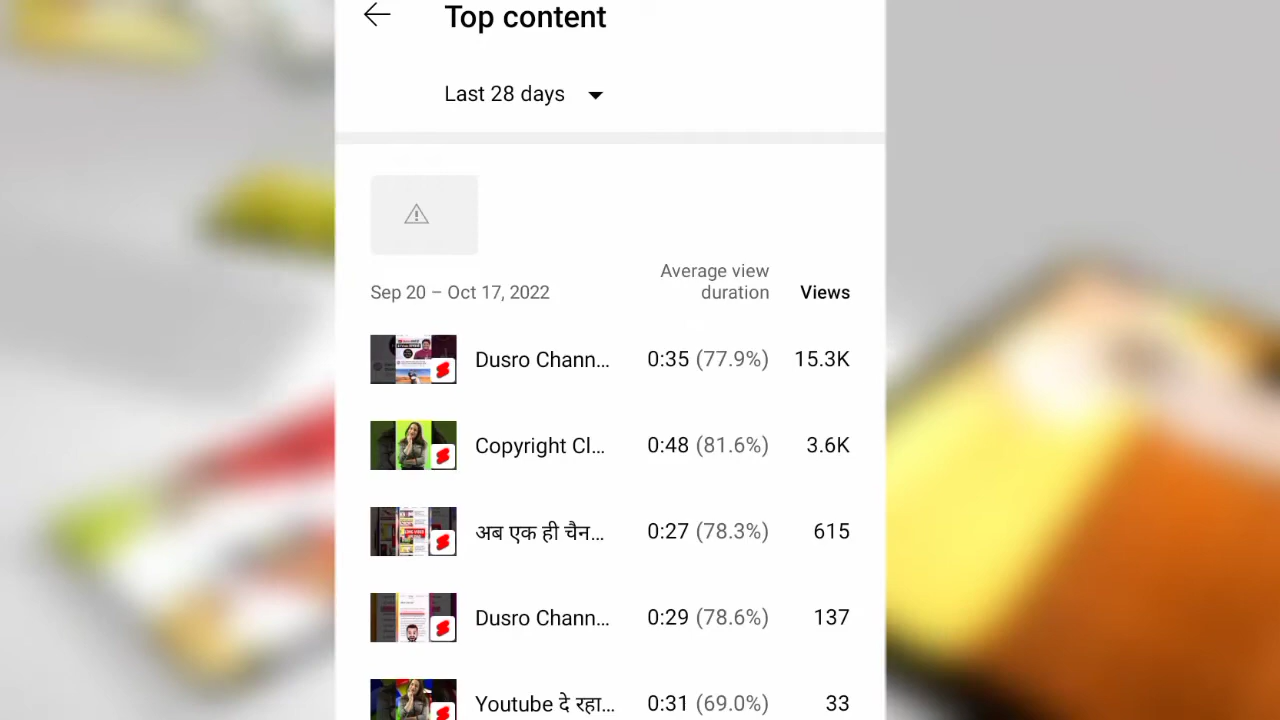 Top content
Last 28 days
Average view
duration
Sep 20 – Oct 17, 2022
Views
Dusro Chann... 0:35 (77.9%) 15.3K
Copyright Cl... 0:48 (81.6%) 3.6K
अब एक ही चैन... 0:27 (78.3%) 615
Dusro Chann... 0:29 (78.6%) 137
Youtube दे रहा... 0:31 (69.0%) 33